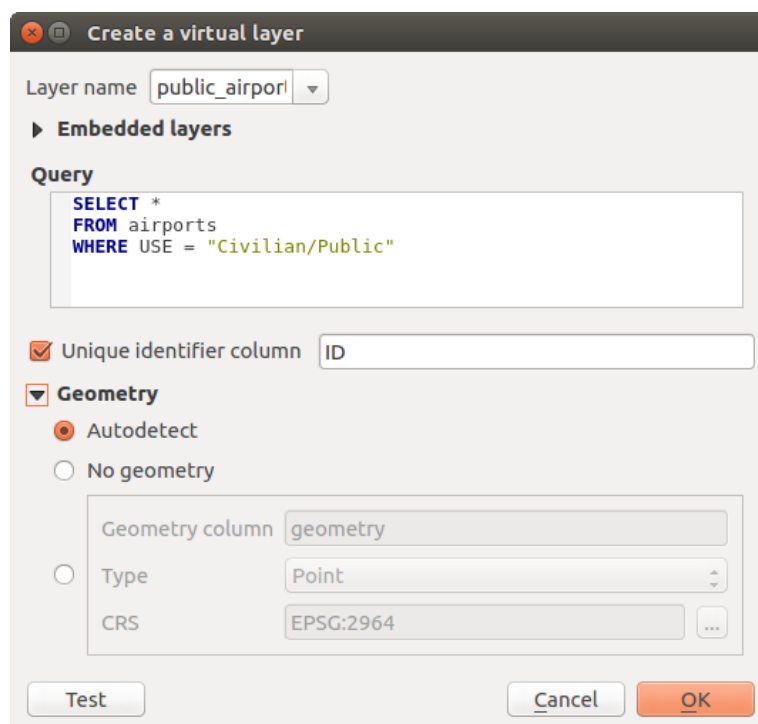 Create a virtual layer
Layer name public_airpor
Embedded layers
Query
SELECT *
FROM airports
WHERE USE = "Civilian/Public"
Unique identifier column ID
Geometry
Autodetect
No geometry
Geometry column geometry
Type Point
CRS EPSG:2964 ...
Test Cancel OK